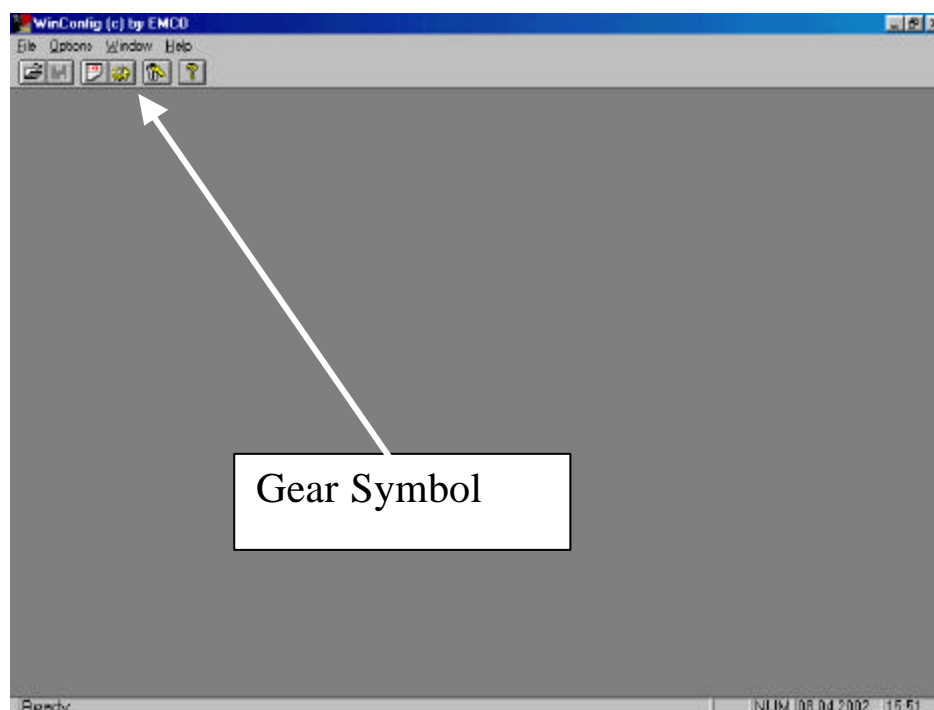 WinConfig (c) by EMCO
File Options Window Help
Gear Symbol
Ready NUM 08.04.2002 15:51